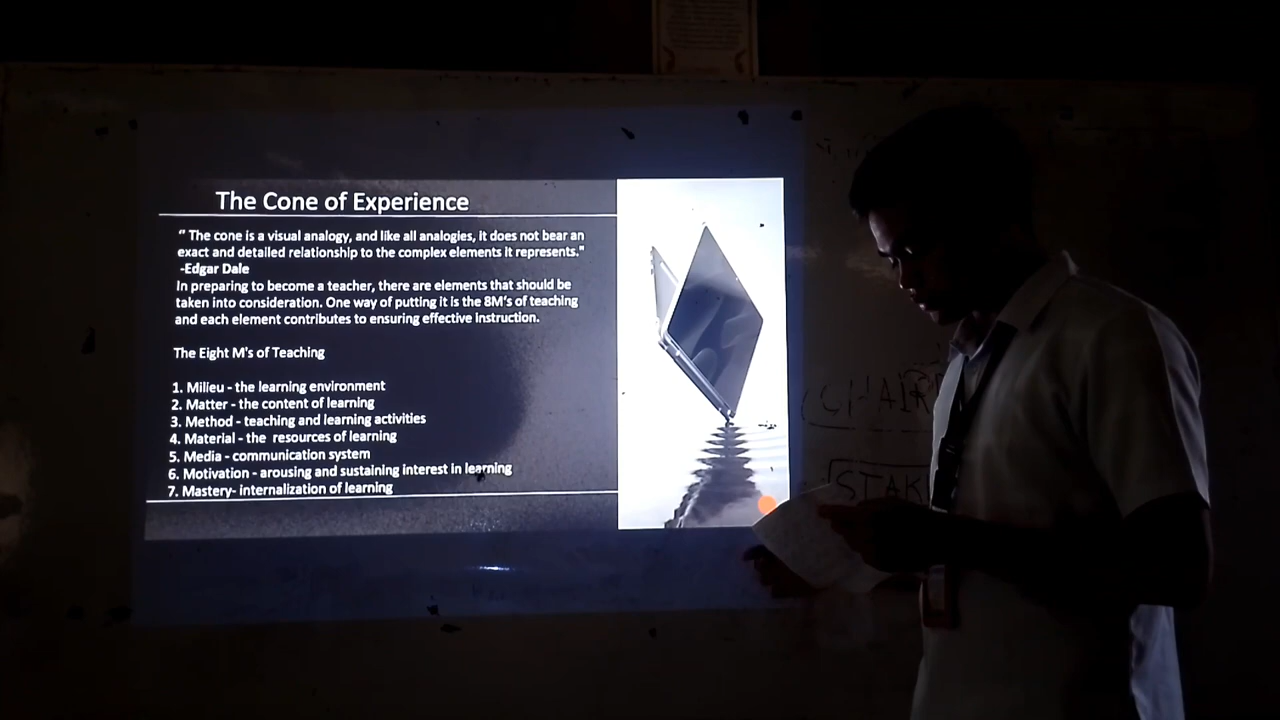 The Cone of Experience
" The cone is a visual analogy, and like all analogies, it does not bear an
exact and detailed relationship to the complex elements it represents."
-Edgar Dale
In preparing to become a teacher, there are elements that should be
taken into consideration. One way of putting it is the 8M's of teaching
and each element contributes to ensuring effective instruction.
The Eight M's of Teaching
1. Milieu - the learning environment
2. Matter - the content of learning
3. Method - teaching and learning activities
4. Material - the resources of learning
5. Media - communication system
6. Motivation - arousing and sustaining interest in learning
7. Mastery- internalization of learning